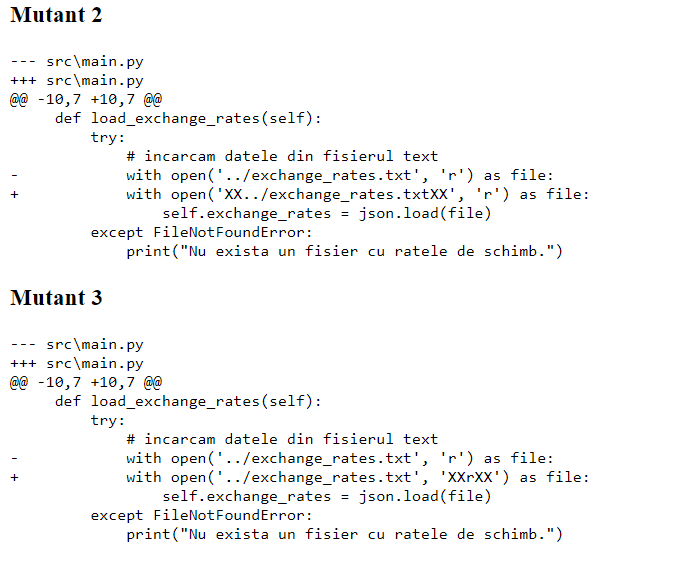 Mutant 2
--- src\main.py
+++ src\main.py
@@ -10,7 +10,7 @@
     def load_exchange_rates(self):
         try:
             # incarcam datele din fisierul text
-            with open('../exchange_rates.txt', 'r') as file:
+            with open('XX../exchange_rates.txtXX', 'r') as file:
                 self.exchange_rates = json.load(file)
         except FileNotFoundError:
             print("Nu exista un fisier cu ratele de schimb.")
Mutant 3
--- src\main.py
+++ src\main.py
@@ -10,7 +10,7 @@
     def load_exchange_rates(self):
         try:
             # incarcam datele din fisierul text
-            with open('../exchange_rates.txt', 'r') as file:
+            with open('../exchange_rates.txt', 'XXrXX') as file:
                 self.exchange_rates = json.load(file)
         except FileNotFoundError:
             print("Nu exista un fisier cu ratele de schimb.")